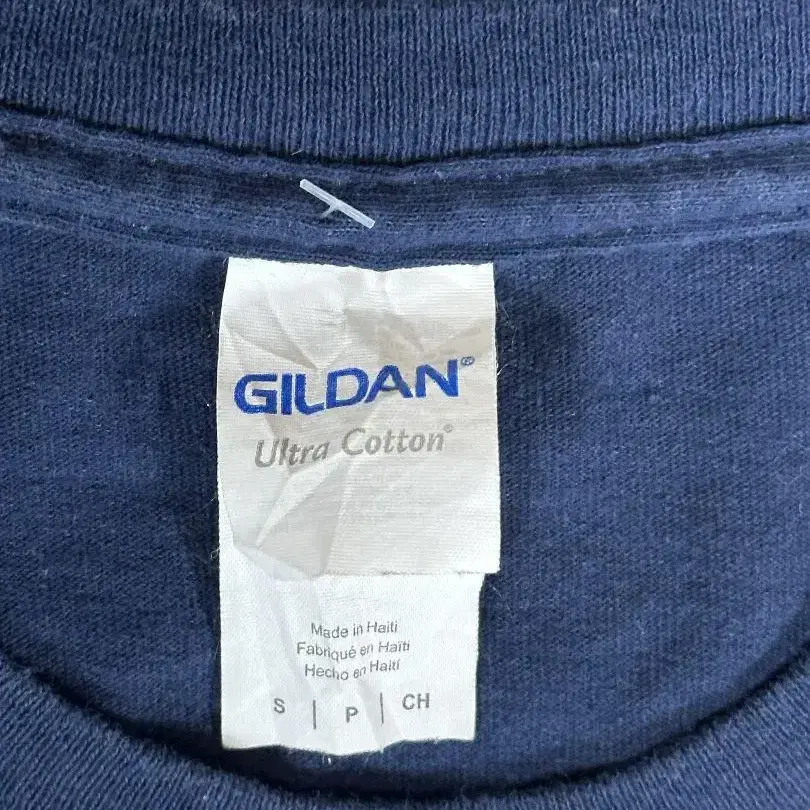 GILDAN®
Ultra Cotton®
Made in Haiti
Fabriqué en Haïti
Hecho en Haití
S | P | CH